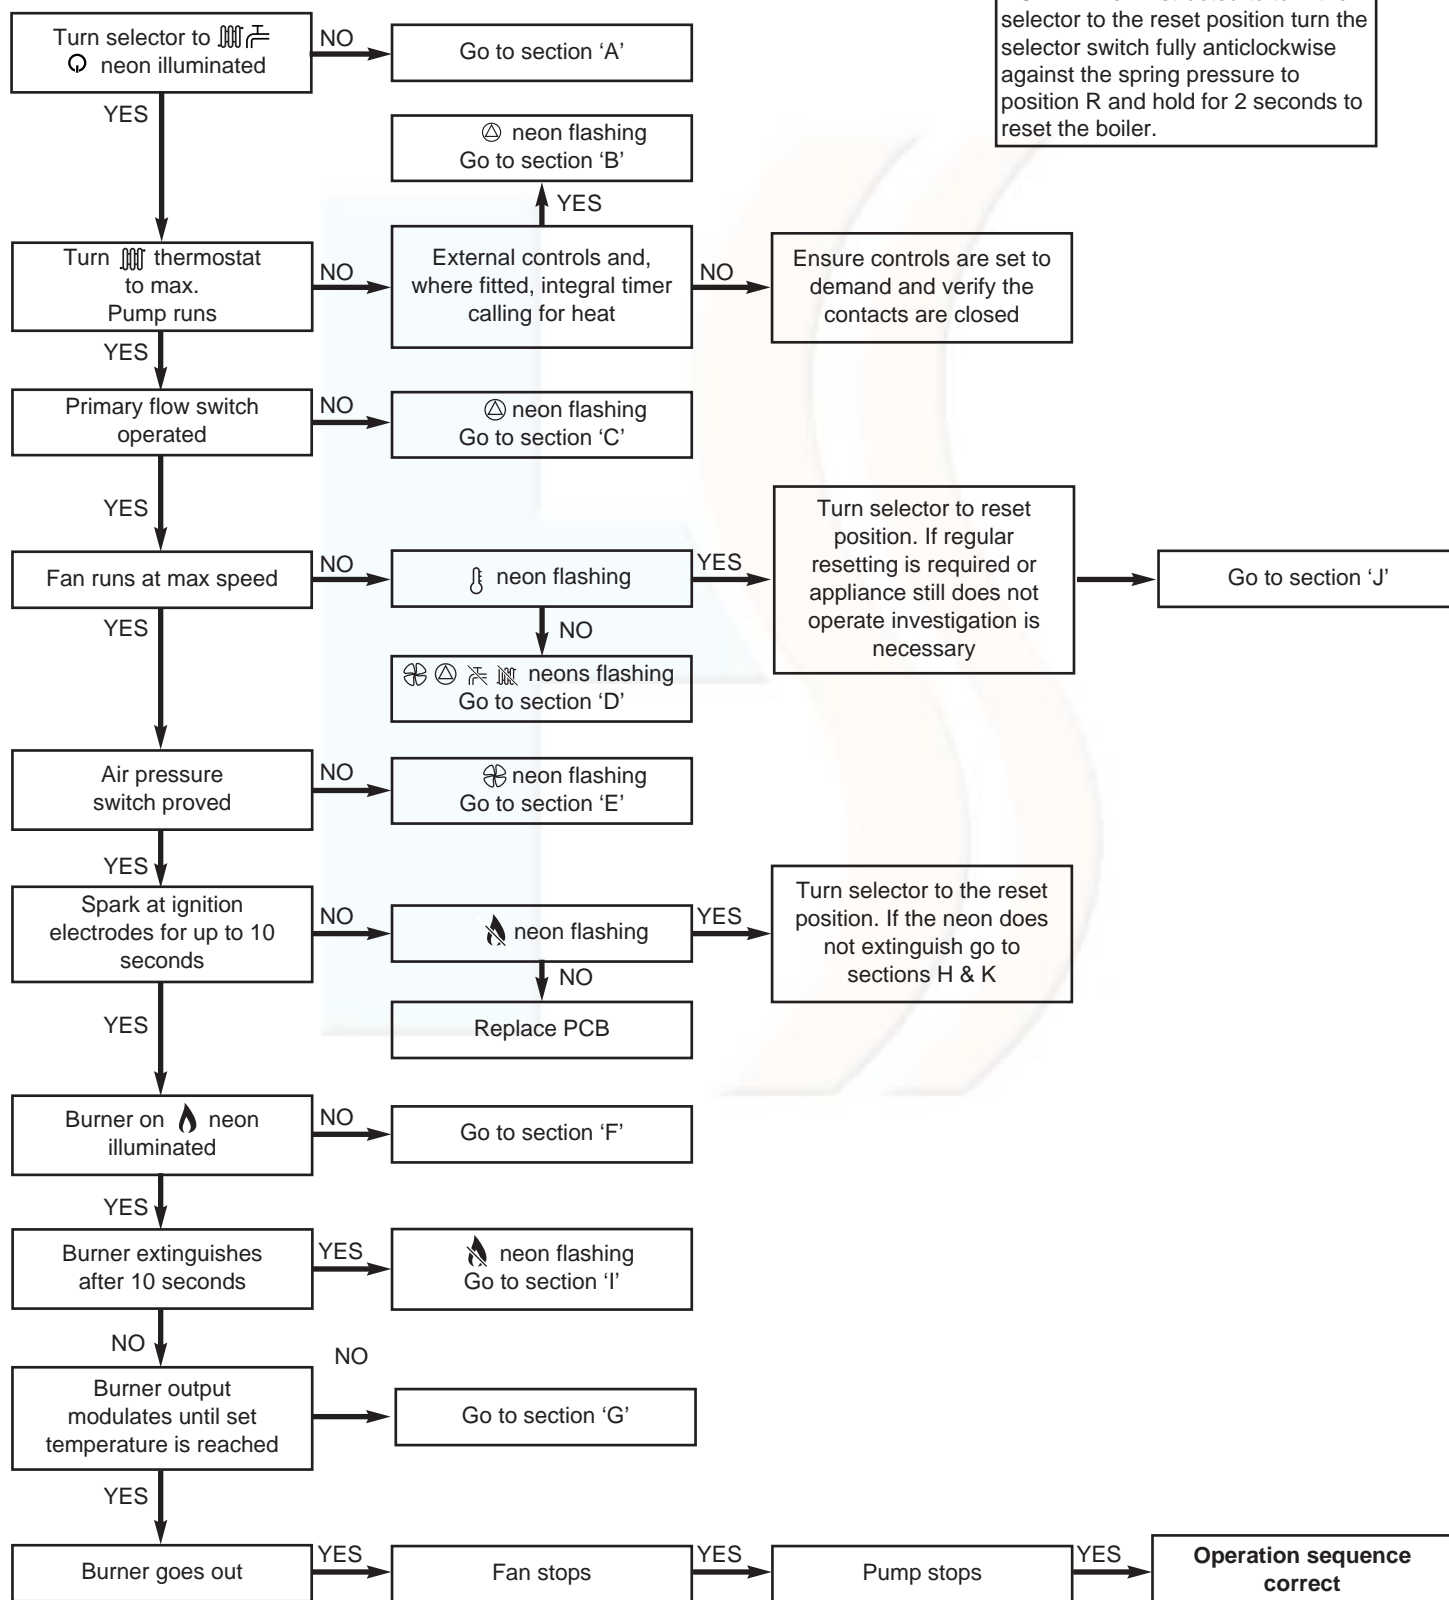 selector to the reset position turn the
selector switch fully anticlockwise
against the spring pressure to
position R and hold for 2 seconds to
reset the boiler.
Turn selector to
neon illuminated
NO
Go to section ‘A’
YES
neon flashing
Go to section ‘B’
YES
Turn thermostat
to max.
Pump runs
NO
External controls and,
where fitted, integral timer
calling for heat
NO
Ensure controls are set to
demand and verify the
contacts are closed
YES
Primary flow switch
operated
NO
neon flashing
Go to section ‘C’
YES
Fan runs at max speed
NO
neon flashing
YES
Turn selector to reset
position. If regular
resetting is required or
appliance still does not
operate investigation is
necessary
Go to section ‘J’
NO
neons flashing
Go to section ‘D’
YES
Air pressure
switch proved
NO
neon flashing
Go to section ‘E’
YES
Spark at ignition
electrodes for up to 10
seconds
NO
neon flashing
YES
Turn selector to the reset
position. If the neon does
not extinguish go to
sections H & K
NO
Replace PCB
YES
Burner on neon
illuminated
NO
Go to section ‘F’
YES
Burner extinguishes
after 10 seconds
YES
neon flashing
Go to section ‘I’
NO
Burner output
modulates until set
temperature is reached
NO
Go to section ‘G’
YES
Burner goes out
YES
Fan stops
YES
Pump stops
YES
Operation sequence
correct